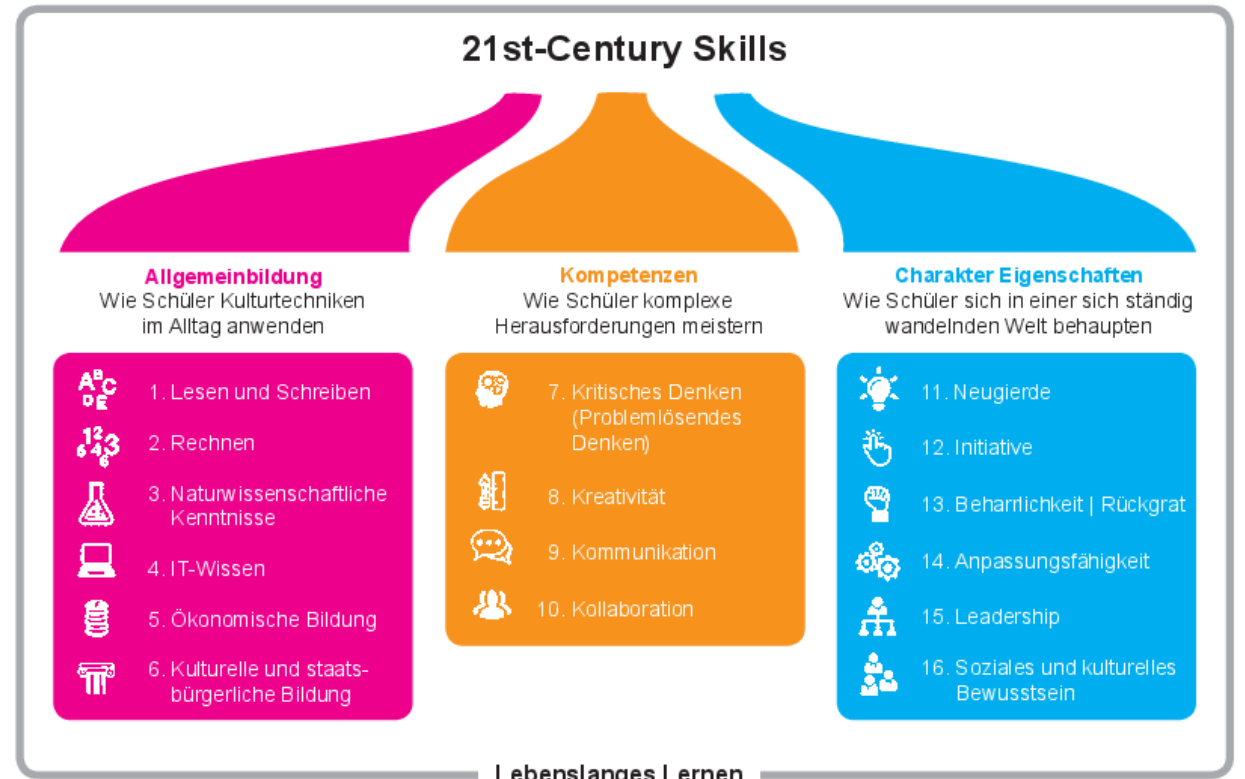 21st-Century Skills
Allgemeinbildung
Wie Schüler Kulturtechniken
im Alltag anwenden
1. Lesen und Schreiben
2. Rechnen
3. Naturwissenschaftliche
Kenntnisse
4. IT-Wissen
5. Ökonomische Bildung
6. Kulturelle und staats-
bürgerliche Bildung
Kompetenzen
Wie Schüler komplexe
Herausforderungen meistern
7. Kritisches Denken
(Problemlösendes
Denken)
8. Kreativität
9. Kommunikation
10. Kollaboration
Charakter Eigenschaften
Wie Schüler sich in einer sich ständig
wandelnden Welt behaupten
11. Neugierde
12. Initiative
13. Beharrlichkeit | Rückgrat
14. Anpassungsfähigkeit
15. Leadership
16. Soziales und kulturelles
Bewusstsein
Lebenslanges Lernen